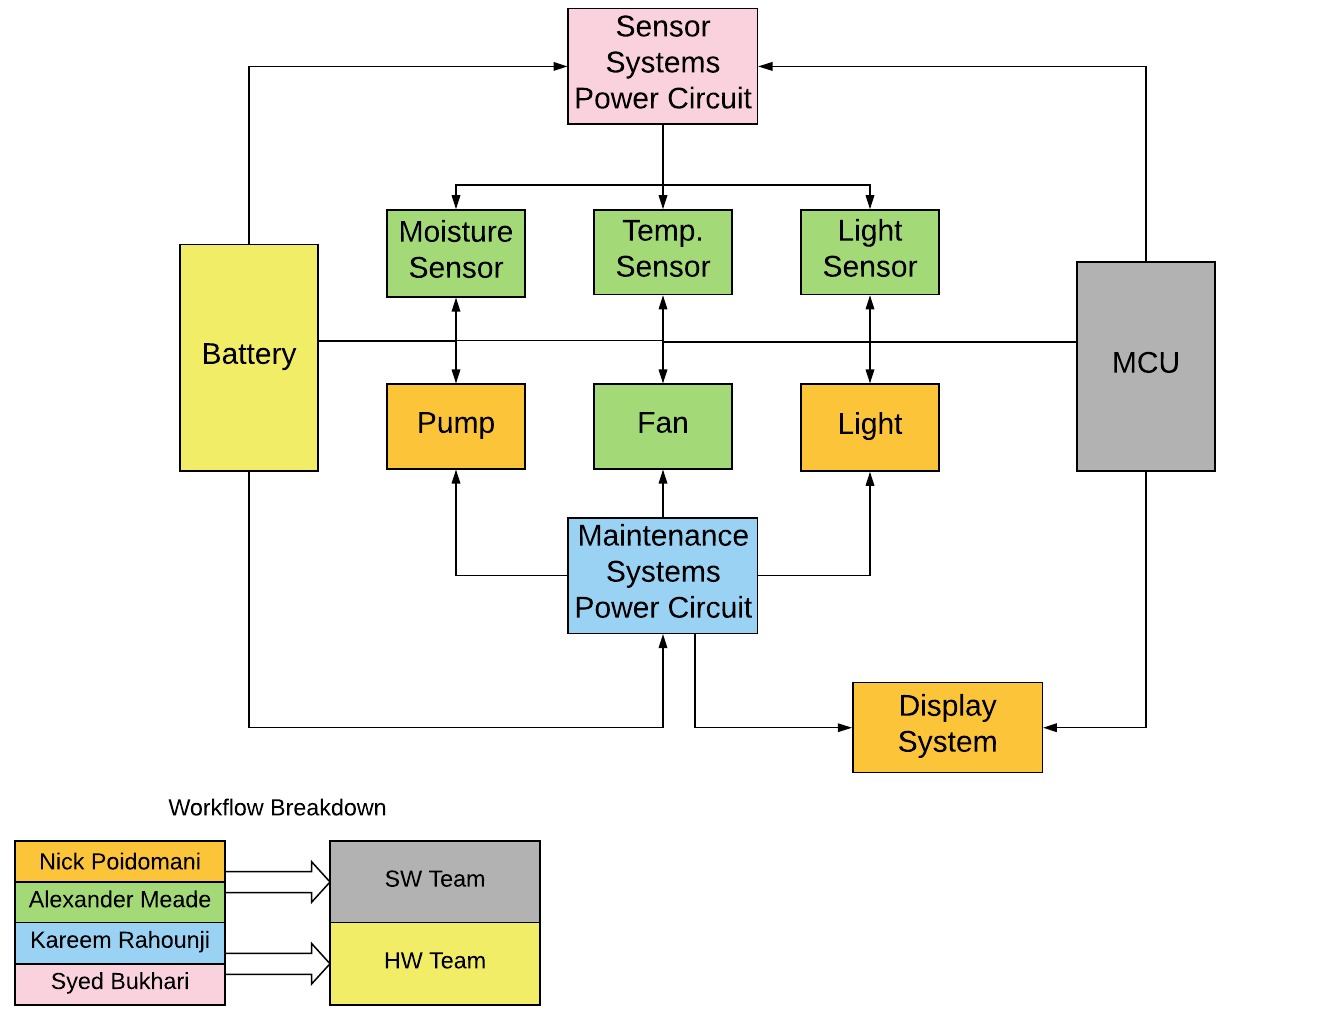 Sensor
Systems
Power Circuit
Moisture
Sensor
Temp.
Sensor
Light
Sensor
Battery
MCU
Pump
Fan
Light
Maintenance
Systems
Power Circuit
Display
System
Workflow Breakdown
Nick Poidomani
Alexander Meade
Kareem Rahounji
Syed Bukhari
SW Team
HW Team